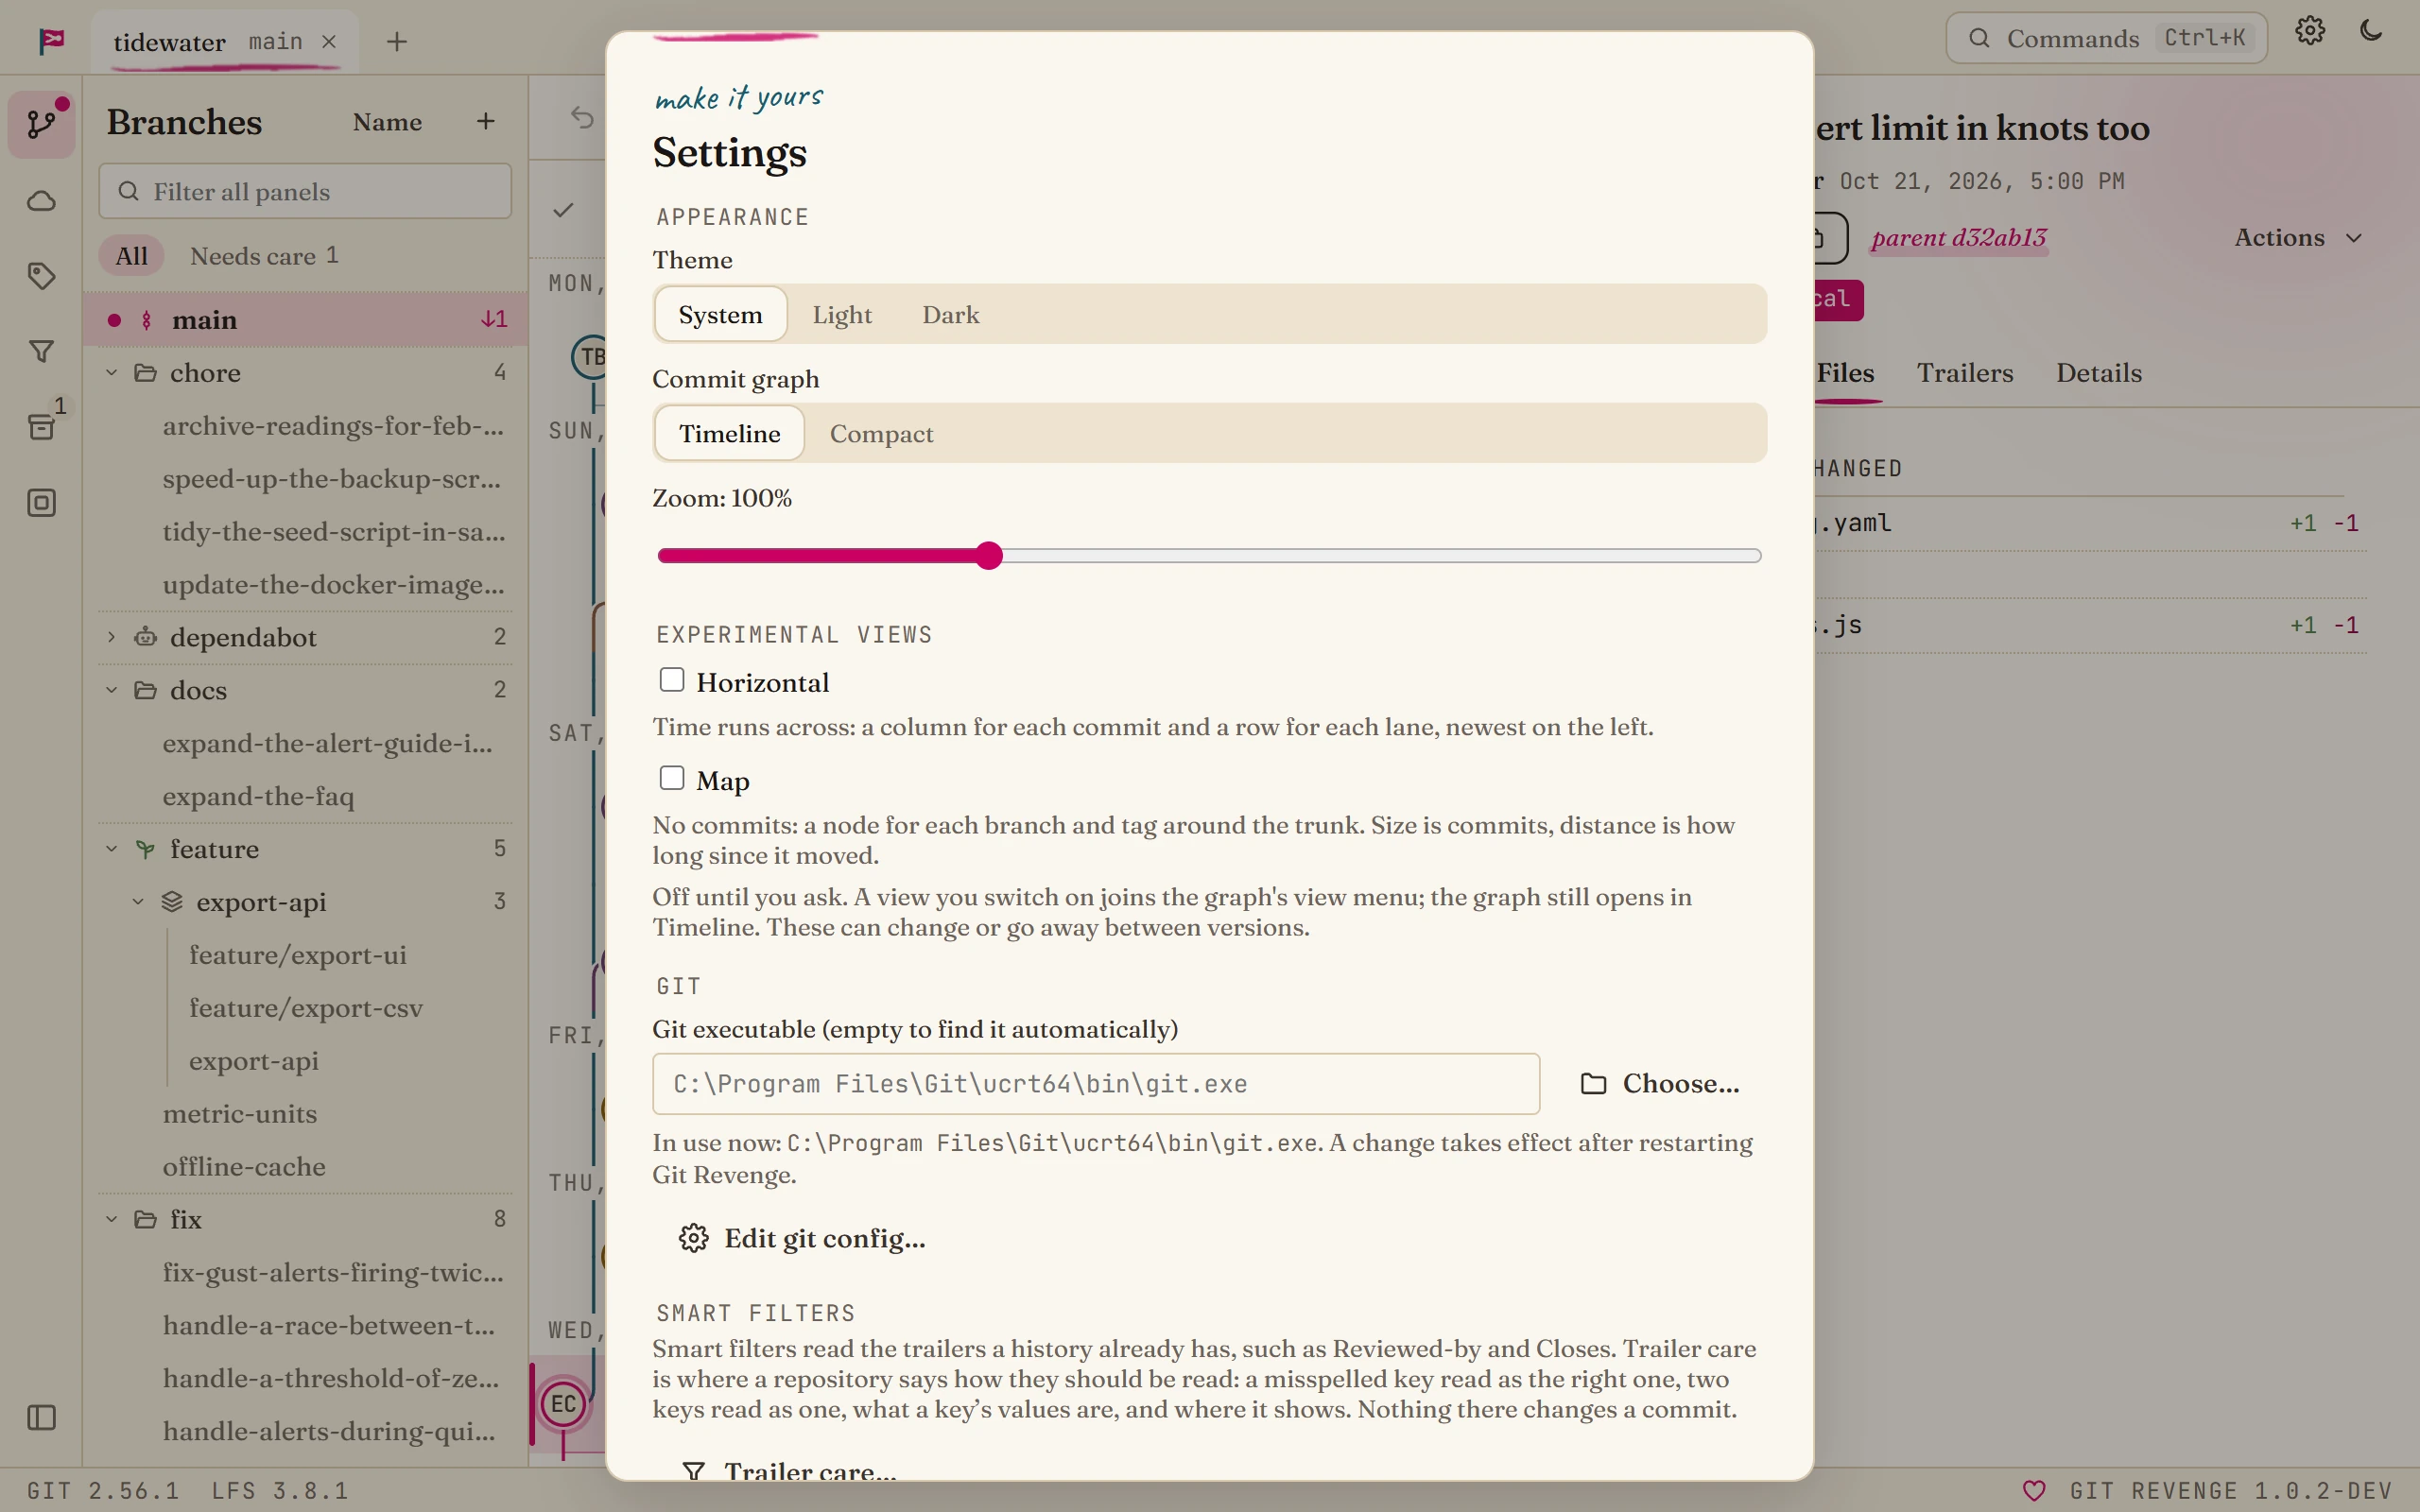 tidewater main
Commands Ctrl+K
Branches Name
Filter all panels
All Needs care 1
main ↓1
chore 4
archive-readings-for-feb-...
speed-up-the-backup-scr...
tidy-the-seed-script-in-sa...
update-the-docker-image...
dependabot 2
docs 2
expand-the-alert-guide-i...
expand-the-faq
feature 5
export-api 3
feature/export-ui
feature/export-csv
export-api
metric-units
offline-cache
fix 8
fix-gust-alerts-firing-twic...
handle-a-race-between-t...
handle-a-threshold-of-ze...
handle-alerts-during-qui...
1
MON,
TB
SUN,
SAT,
FRI,
THU,
WED,
EC
make it yours
Settings
APPEARANCE
Theme
System Light Dark
Commit graph
Timeline Compact
Zoom: 100%
EXPERIMENTAL VIEWS
Horizontal
Time runs across: a column for each commit and a row for each lane, newest on the left.
Map
No commits: a node for each branch and tag around the trunk. Size is commits, distance is how
long since it moved.
Off until you ask. A view you switch on joins the graph's view menu; the graph still opens in
Timeline. These can change or go away between versions.
GIT
Git executable (empty to find it automatically)
C:\Program Files\Git\ucrt64\bin\git.exe
Choose...
In use now: C:\Program Files\Git\ucrt64\bin\git.exe. A change takes effect after restarting
Git Revenge.
Edit git config...
SMART FILTERS
Smart filters read the trailers a history already has, such as Reviewed-by and Closes. Trailer care
is where a repository says how they should be read: a misspelled key read as the right one, two
keys read as one, what a key’s values are, and where it shows. Nothing there changes a commit.
Trailer care...
ert limit in knots too
r Oct 21, 2026, 5:00 PM
parent d32ab13 Actions
cal
Files Trailers Details
HANGED
.yaml +1 -1
.js +1 -1
GIT 2.56.1 LFS 3.8.1
GIT REVENGE 1.0.2-DEV